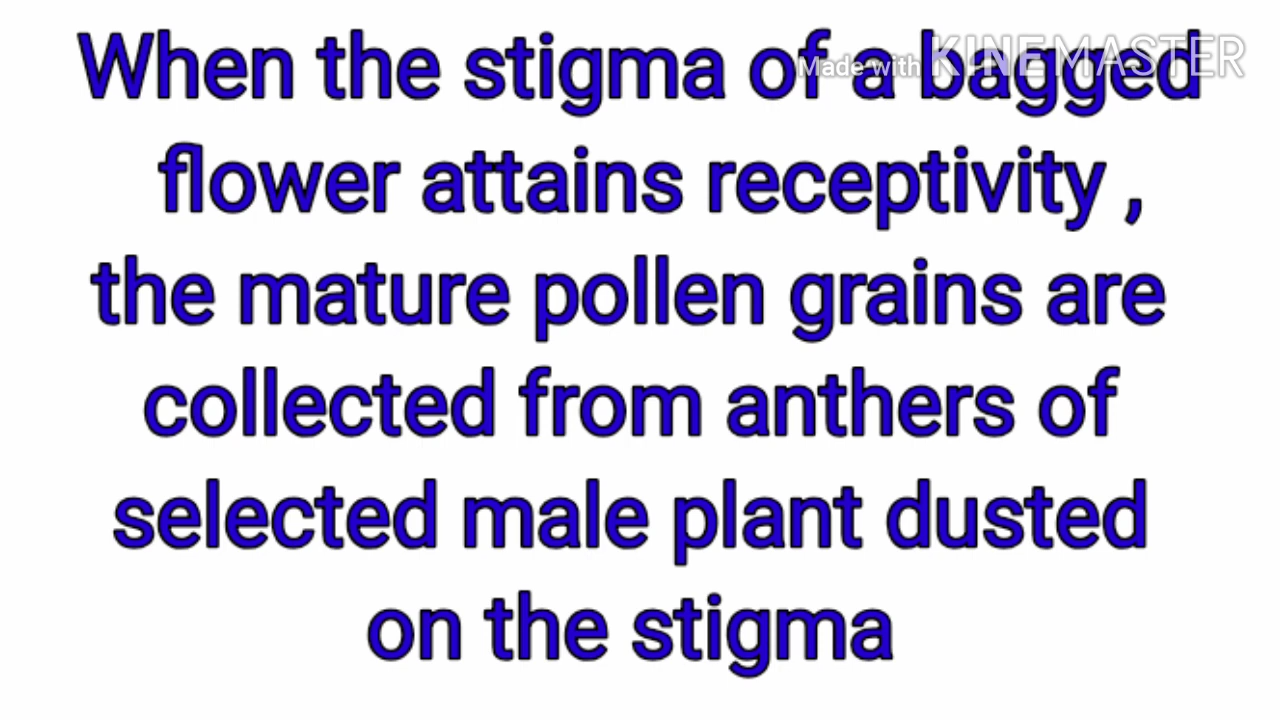 When the stigma of a bagged
Made with KINEMASTER
flower attains receptivity ,
the mature pollen grains are
collected from anthers of
selected male plant dusted
on the stigma